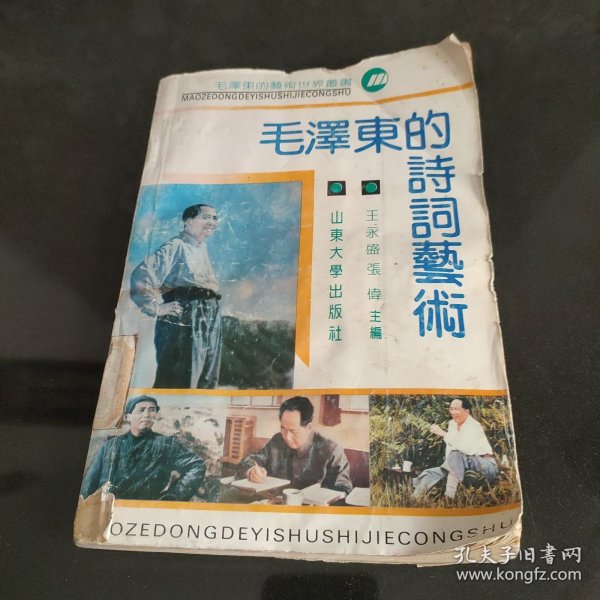 毛澤東的藝術世界叢書
MAOZEDONGDEYISHUSHIJIECONGSHU
毛澤東的詩詞藝術
王永盛張偉主編
山東大學出版社
AOZEDONGDEYISHUSHIJIECONGSHU
孔夫子旧書网
www.kongfz.com